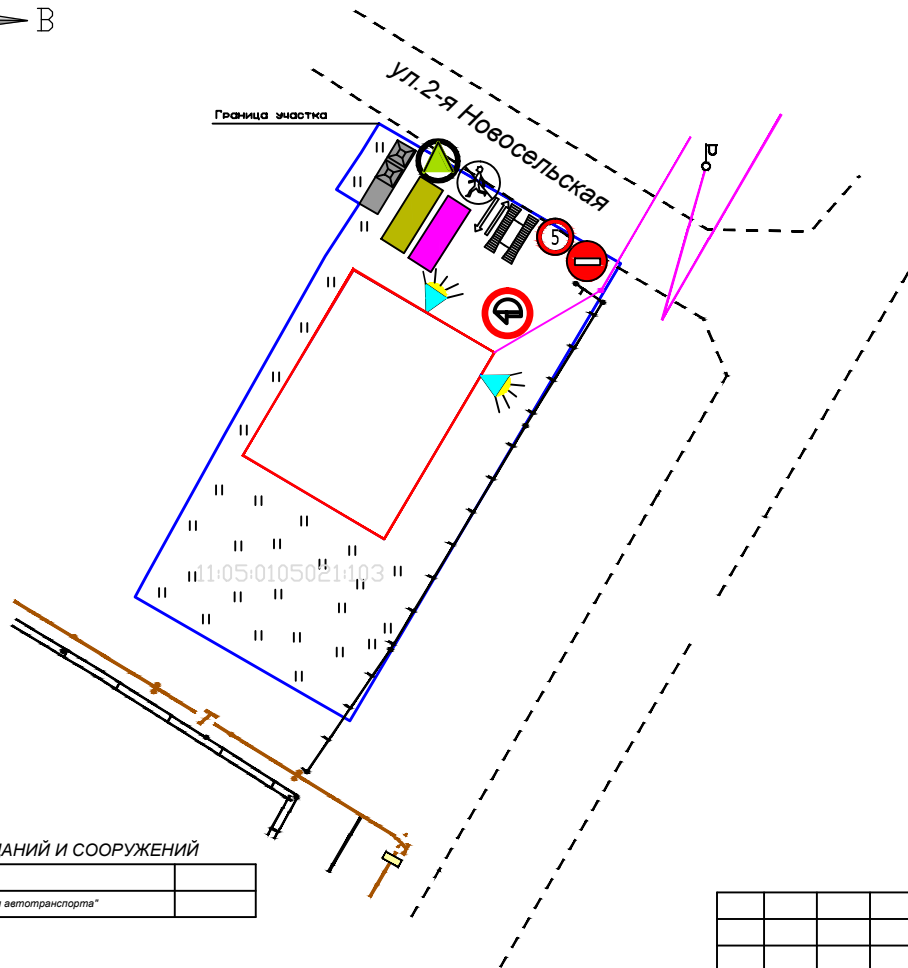 В
ул.2-я Новосельская
Граница участка
5
11:05:0105021:103
Т
АНИЙ И СООРУЖЕНИЙ
автотранспорта"